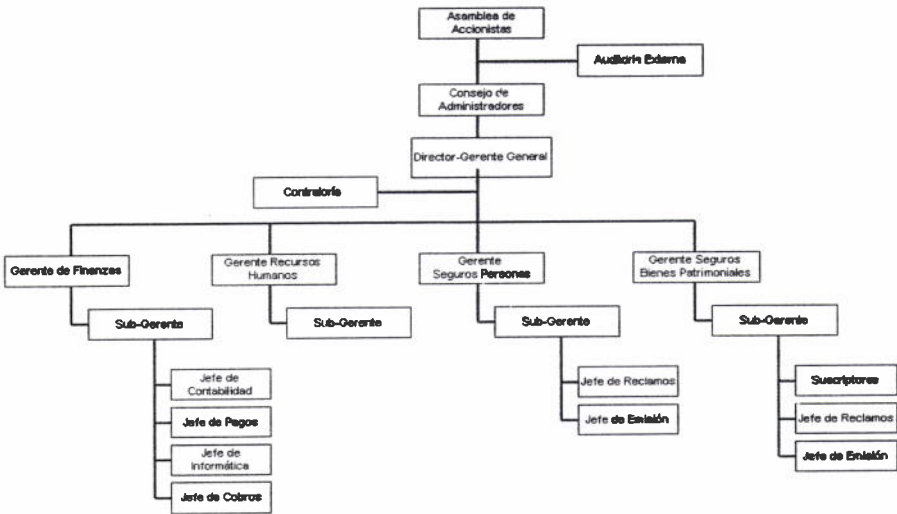 Asamblea de
Accionistas
Auditoría Externa
Consejo de
Administradores
Director-Gerente General
Contraloría
Gerente de Finanzas
Gerente Recursos
Humanos
Gerente
Seguros Personas
Gerente Seguros
Bienes Patrimoniales
Sub-Gerente
Sub-Gerente
Sub-Gerente
Sub-Gerente
Jefe de
Contabilidad
Jefe de Pagos
Jefe de
Informática
Jefe de Cobros
Jefe de Reclamos
Jefe de Emisión
Suscriptores
Jefe de Reclamos
Jefe de Emisión